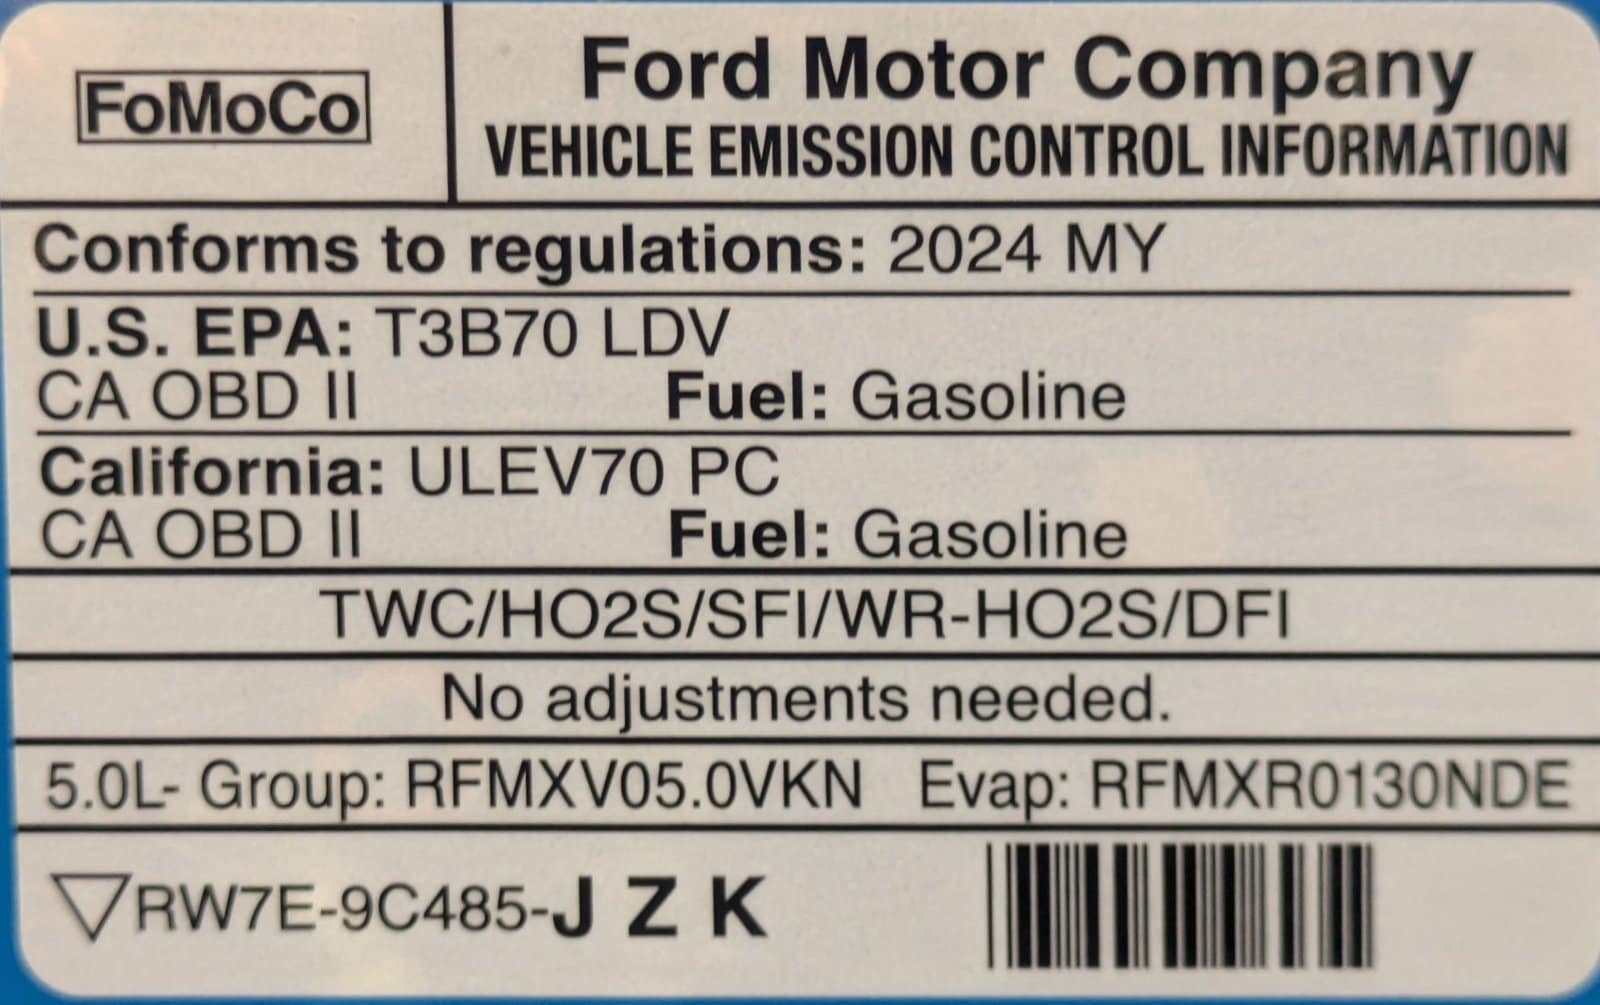 FoMoCo
Ford Motor Company
VEHICLE EMISSION CONTROL INFORMATION
Conforms to regulations: 2024 MY
U.S. EPA: T3B70 LDV
CA OBD II Fuel: Gasoline
California: ULEV70 PC
CA OBD II Fuel: Gasoline
TWC/HO2S/SFI/WR-HO2S/DFI
No adjustments needed.
5.0L- Group: RFMXV05.0VKN Evap: RFMXR0130NDE
RW7E-9C485-J Z K